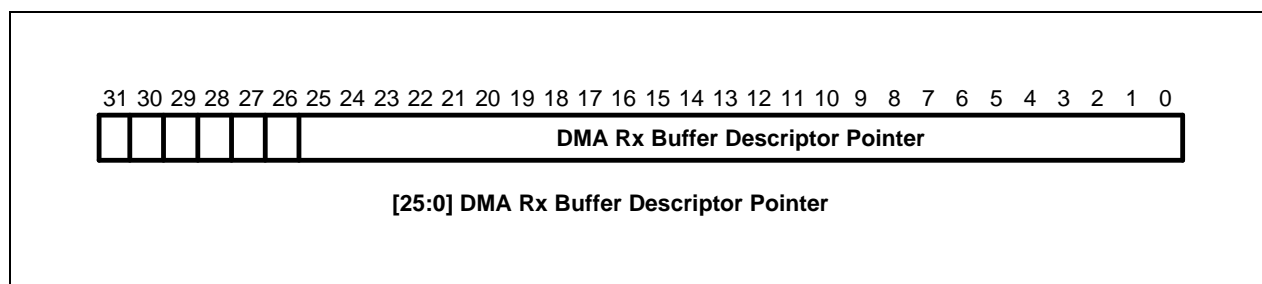 31 30 29 28 27 26 25 24 23 22 21 20 19 18 17 16 15 14 13 12 11 10 9 8 7 6 5 4 3 2 1 0
DMA Rx Buffer Descriptor Pointer
[25:0] DMA Rx Buffer Descriptor Pointer